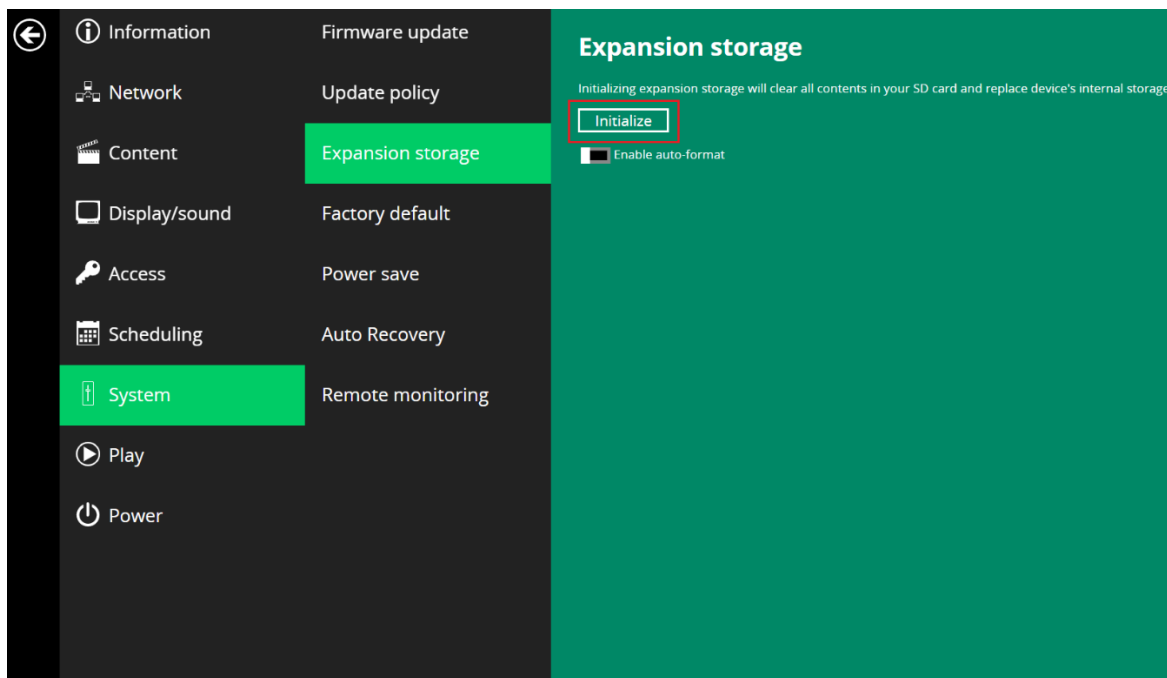 Information
Network
Content
Display/sound
Access
Scheduling
System
Play
Power
Firmware update
Update policy
Expansion storage
Factory default
Power save
Auto Recovery
Remote monitoring
Expansion storage
Initializing expansion storage will clear all contents in your SD card and replace device's internal storage
Initialize
Enable auto-format